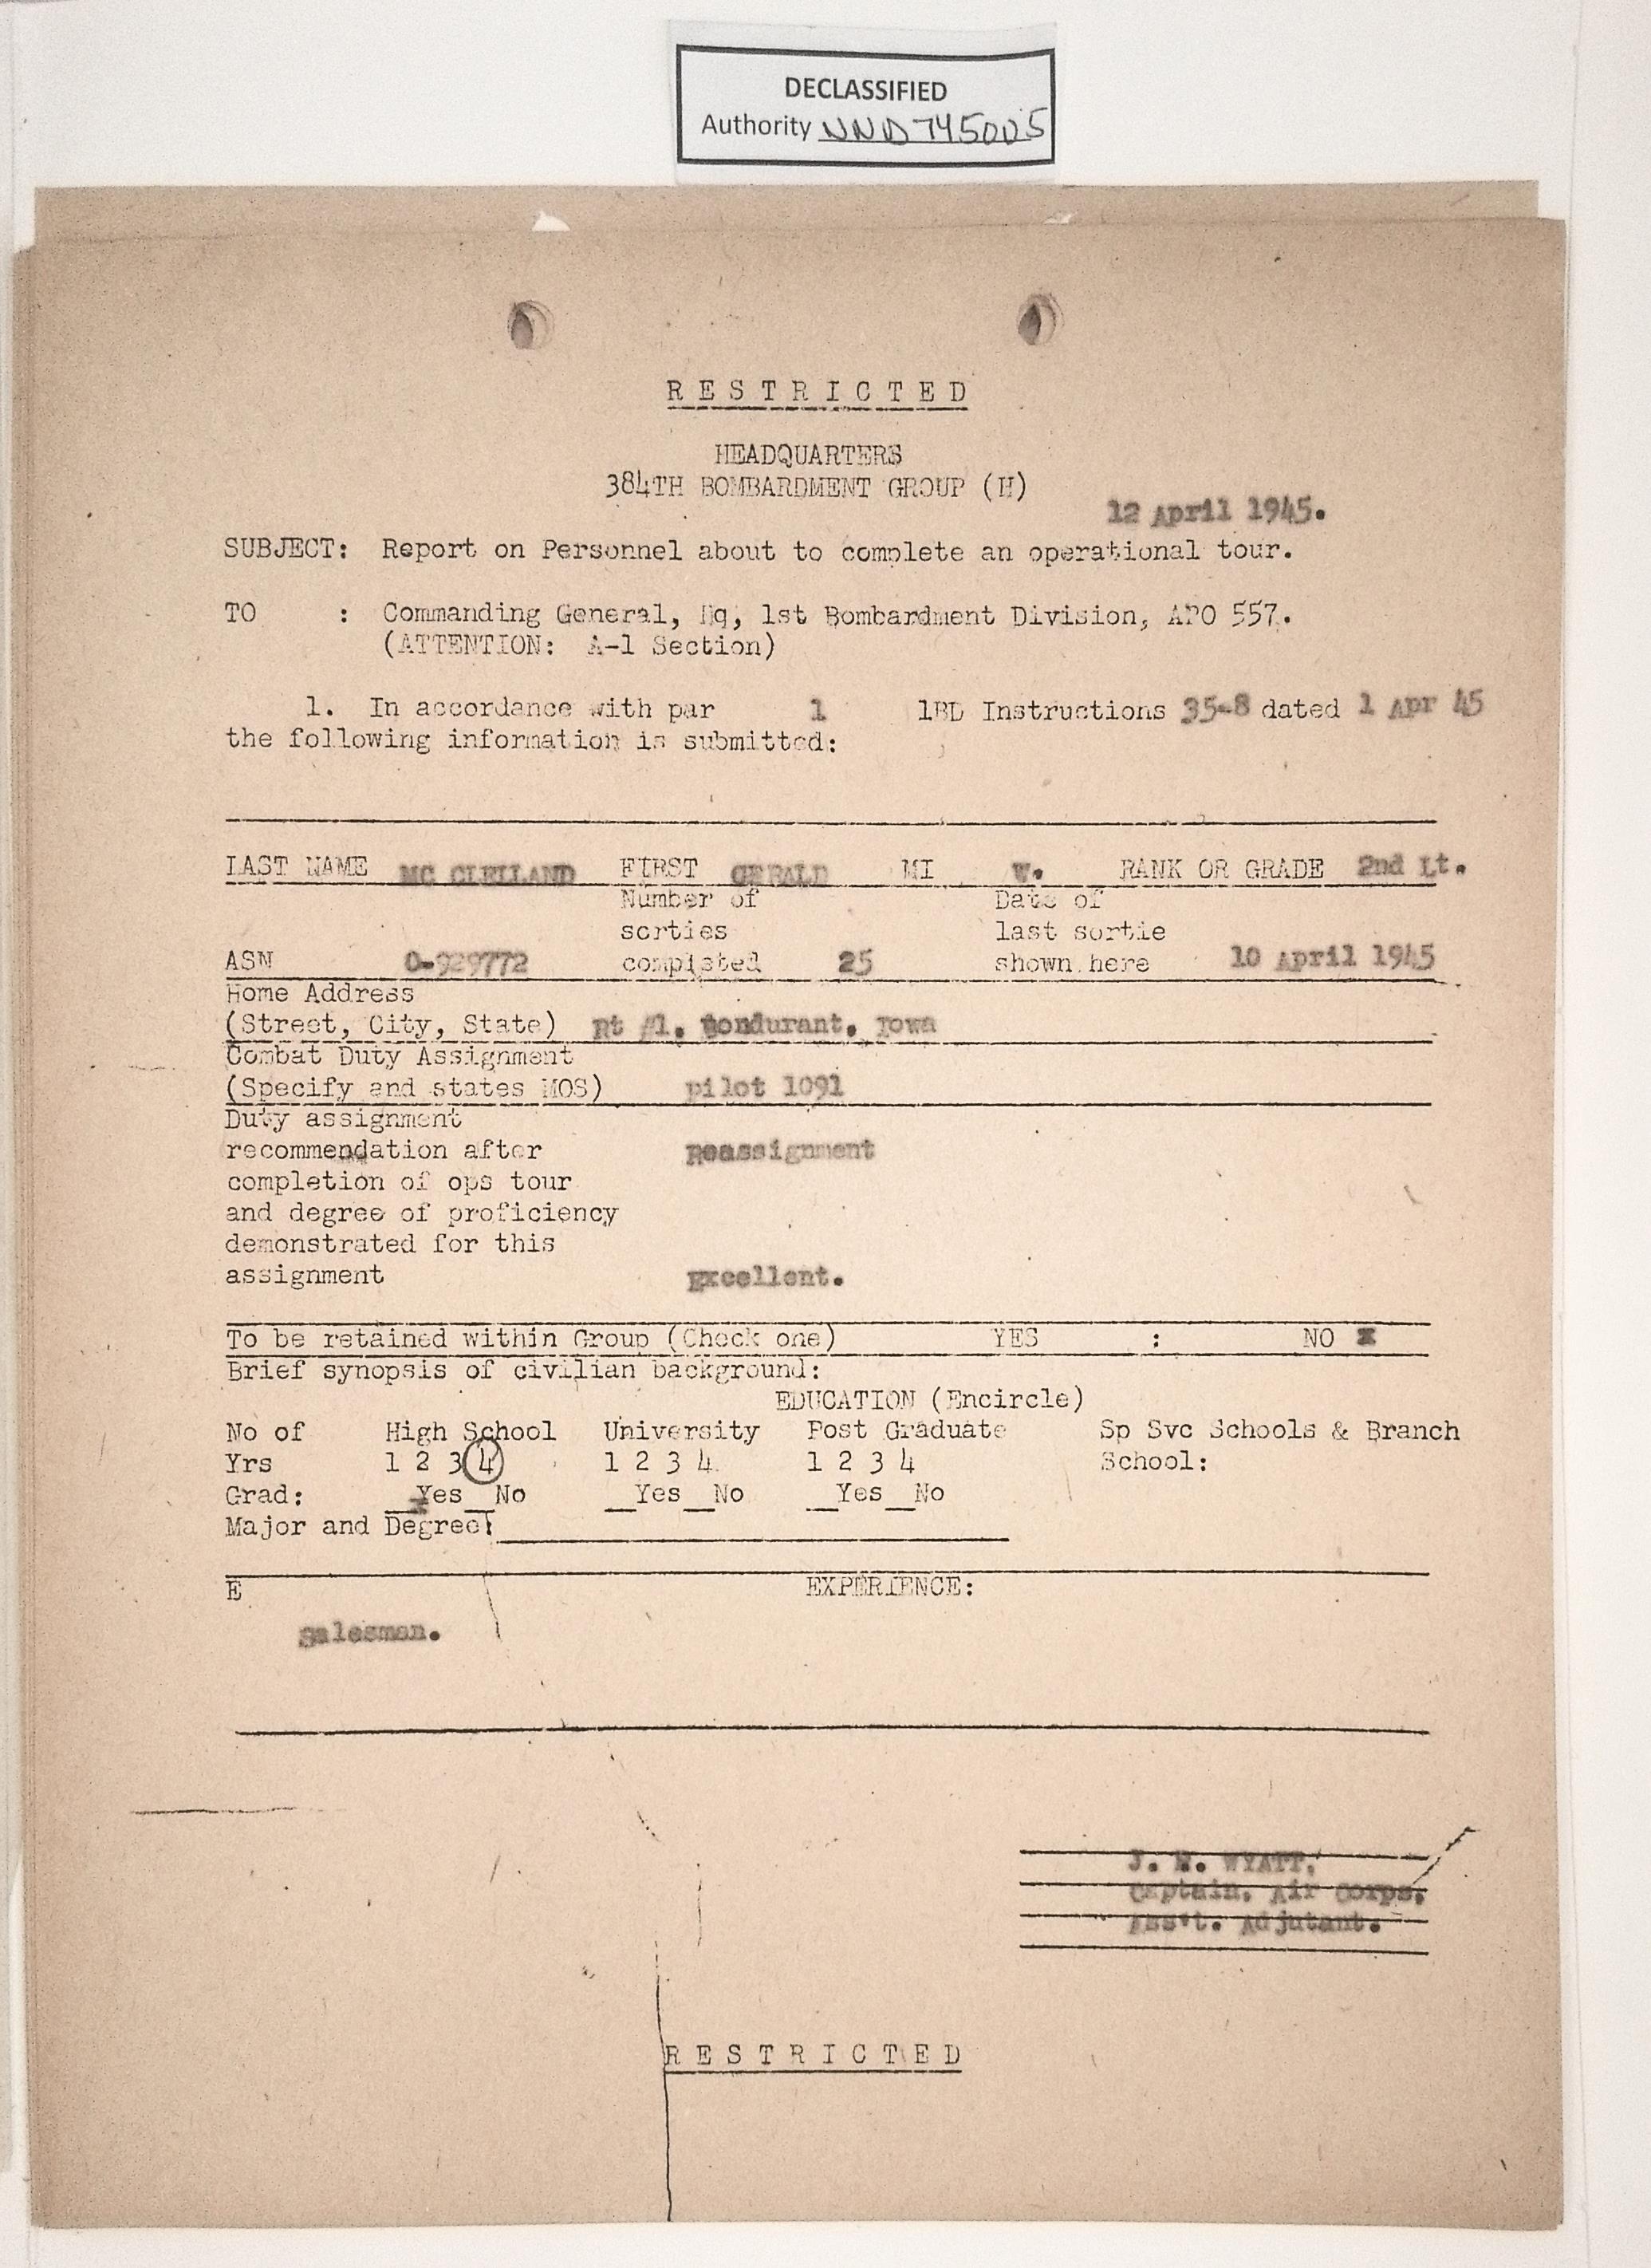 DECLASSIFIED
Authority NND 745005
RESTRICTED
HEADQUARTERS
384TH BOMBARDMENT GROUP (H)
12 April 1945.
SUBJECT: Report on Personnel about to complete an operational tour.
TO : Commanding General, Hq, 1st Bombardment Division, APO 557.
(ATTENTION: A-1 Section)
1. In accordance with par 1 1BD Instructions 35-8 dated 1 Apr 45
the following information is submitted:
LAST NAME MC CLELLAND FIRST GERALD MI W. RANK OR GRADE 2nd Lt.
Number of Date of
sorties last sortie
ASN O-929772 completed 25 shown here 10 April 1945
Home Address
(Street, City, State) Rt #1, Bondurant, Iowa
Combat Duty Assignment
(Specify and states MOS) pilot 1091
Duty assignment
recommendation after Reassignment
completion of ops tour
and degree of proficiency
demonstrated for this
assignment Excellent.
To be retained within Group (Check one) YES : NO x
Brief synopsis of civilian background:
EDUCATION (Encircle)
No of High School University Post Graduate Sp Svc Schools & Branch
Yrs 1 2 3 4 1 2 3 4 1 2 3 4 School:
Grad: x Yes__No __Yes__No __Yes__No
Major and Degree:
E EXPERIENCE:
Salesman.
J. W. WYATT,
Captain, Air Corps,
Ass't. Adjutant.
RESTRICTED